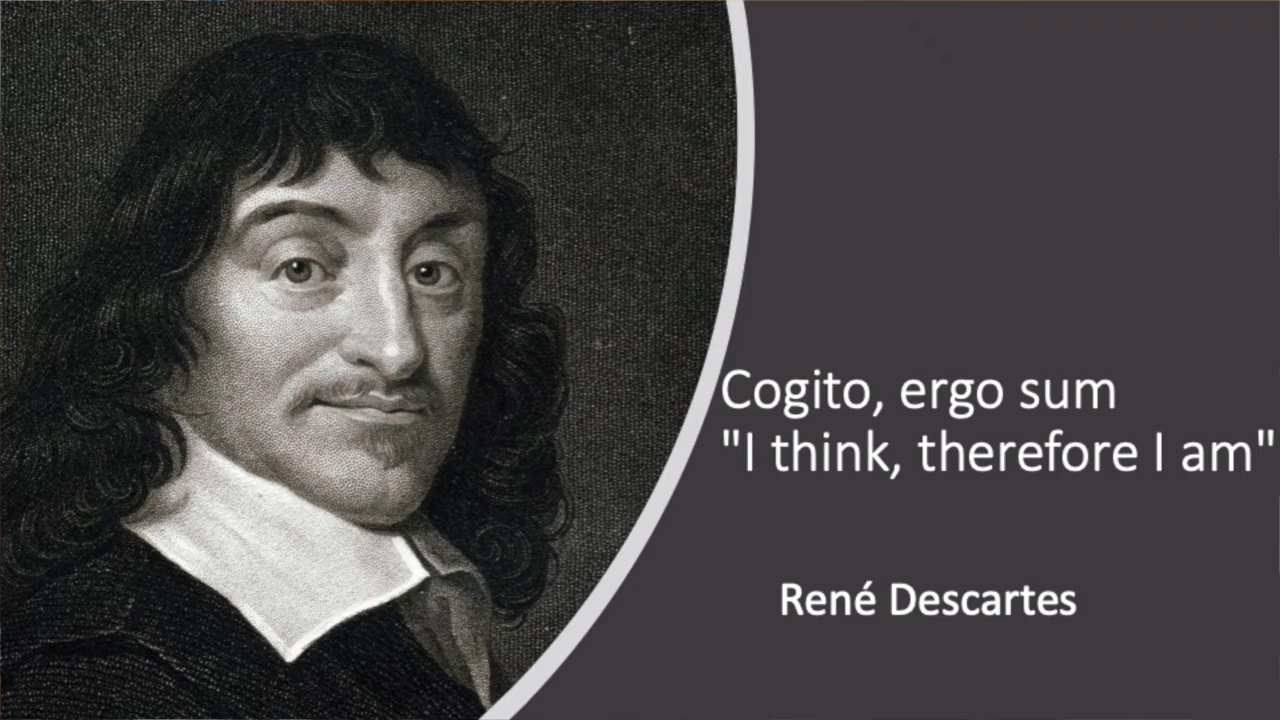 Cogito, ergo sum
"I think, therefore I am"
René Descartes